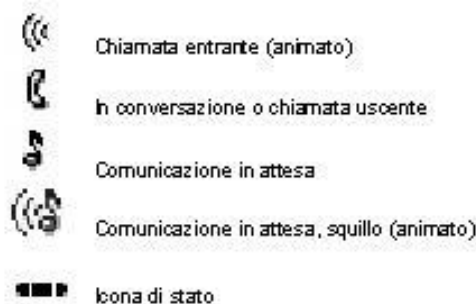 Chiamata entrante (animato)
In conversazione o chiamata uscente
Comunicazione in attesa
Comunicazione in attesa, squillo (animato)
Icona di stato